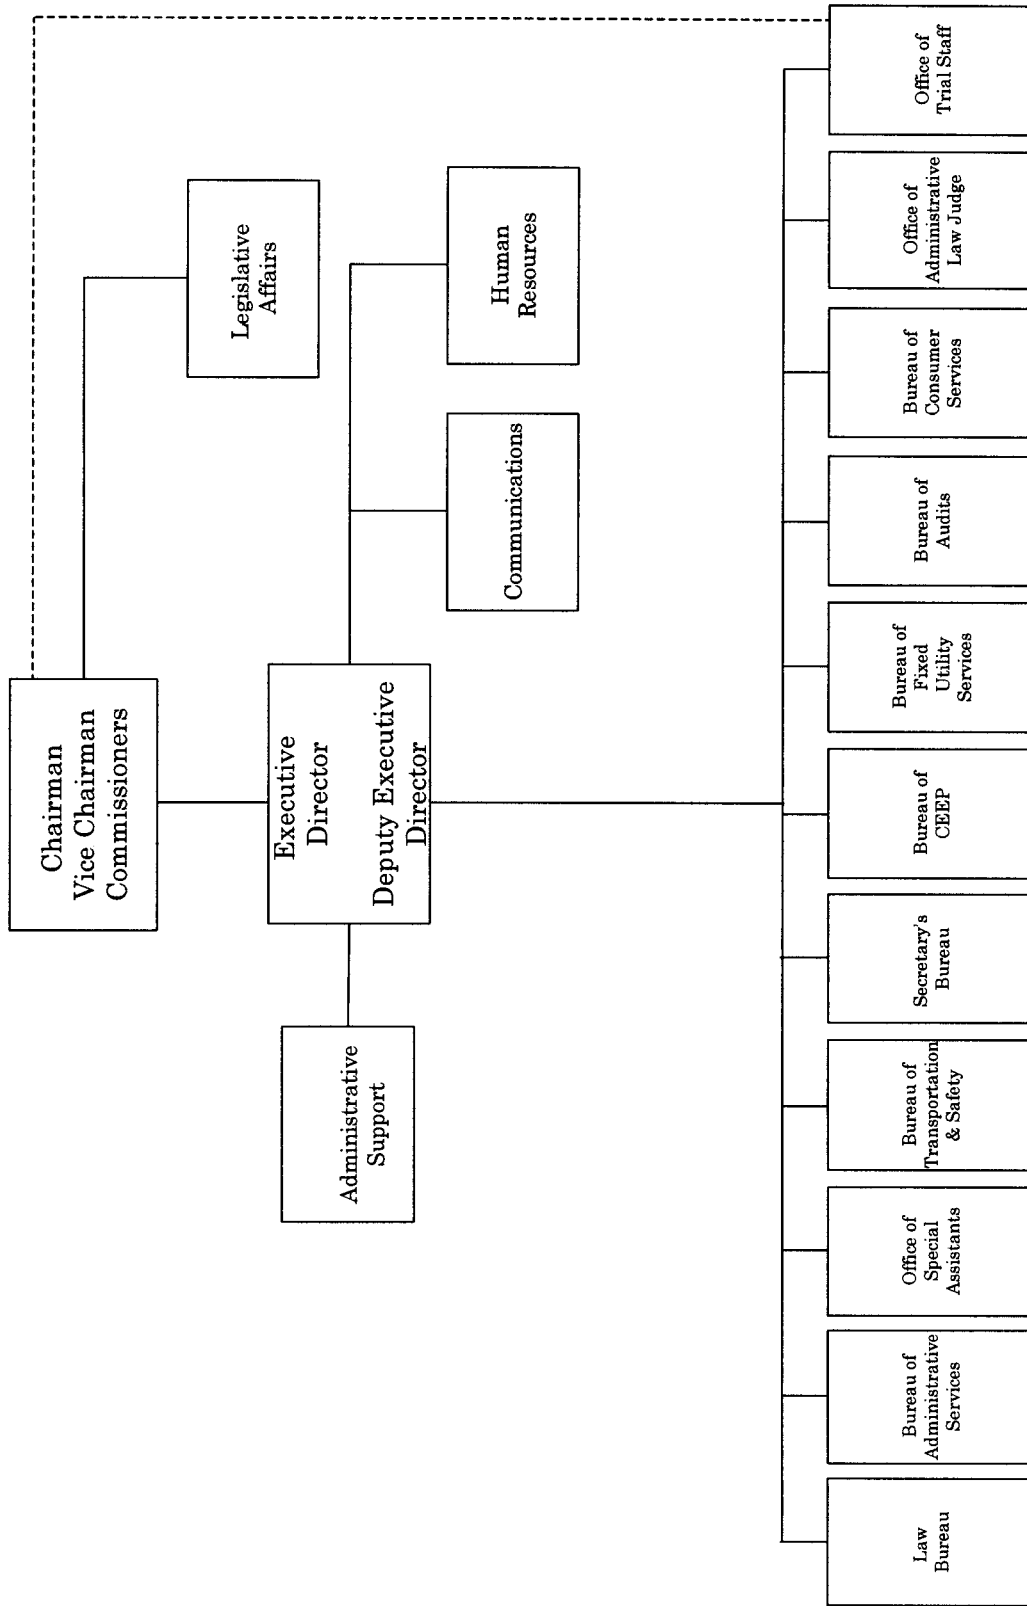 Chairman
Vice Chairman
Commissioners
Legislative
Affairs
Executive
Director
Deputy Executive
Director
Administrative
Support
Communications
Human
Resources
Law
Bureau
Bureau of
Administrative
Services
Office of
Special
Assistants
Bureau of
Transportation
& Safety
Secretary's
Bureau
Bureau of
CEEP
Bureau of
Fixed
Utility
Services
Bureau of
Audits
Bureau of
Consumer
Services
Office of
Administrative
Law Judge
Office of
Trial Staff